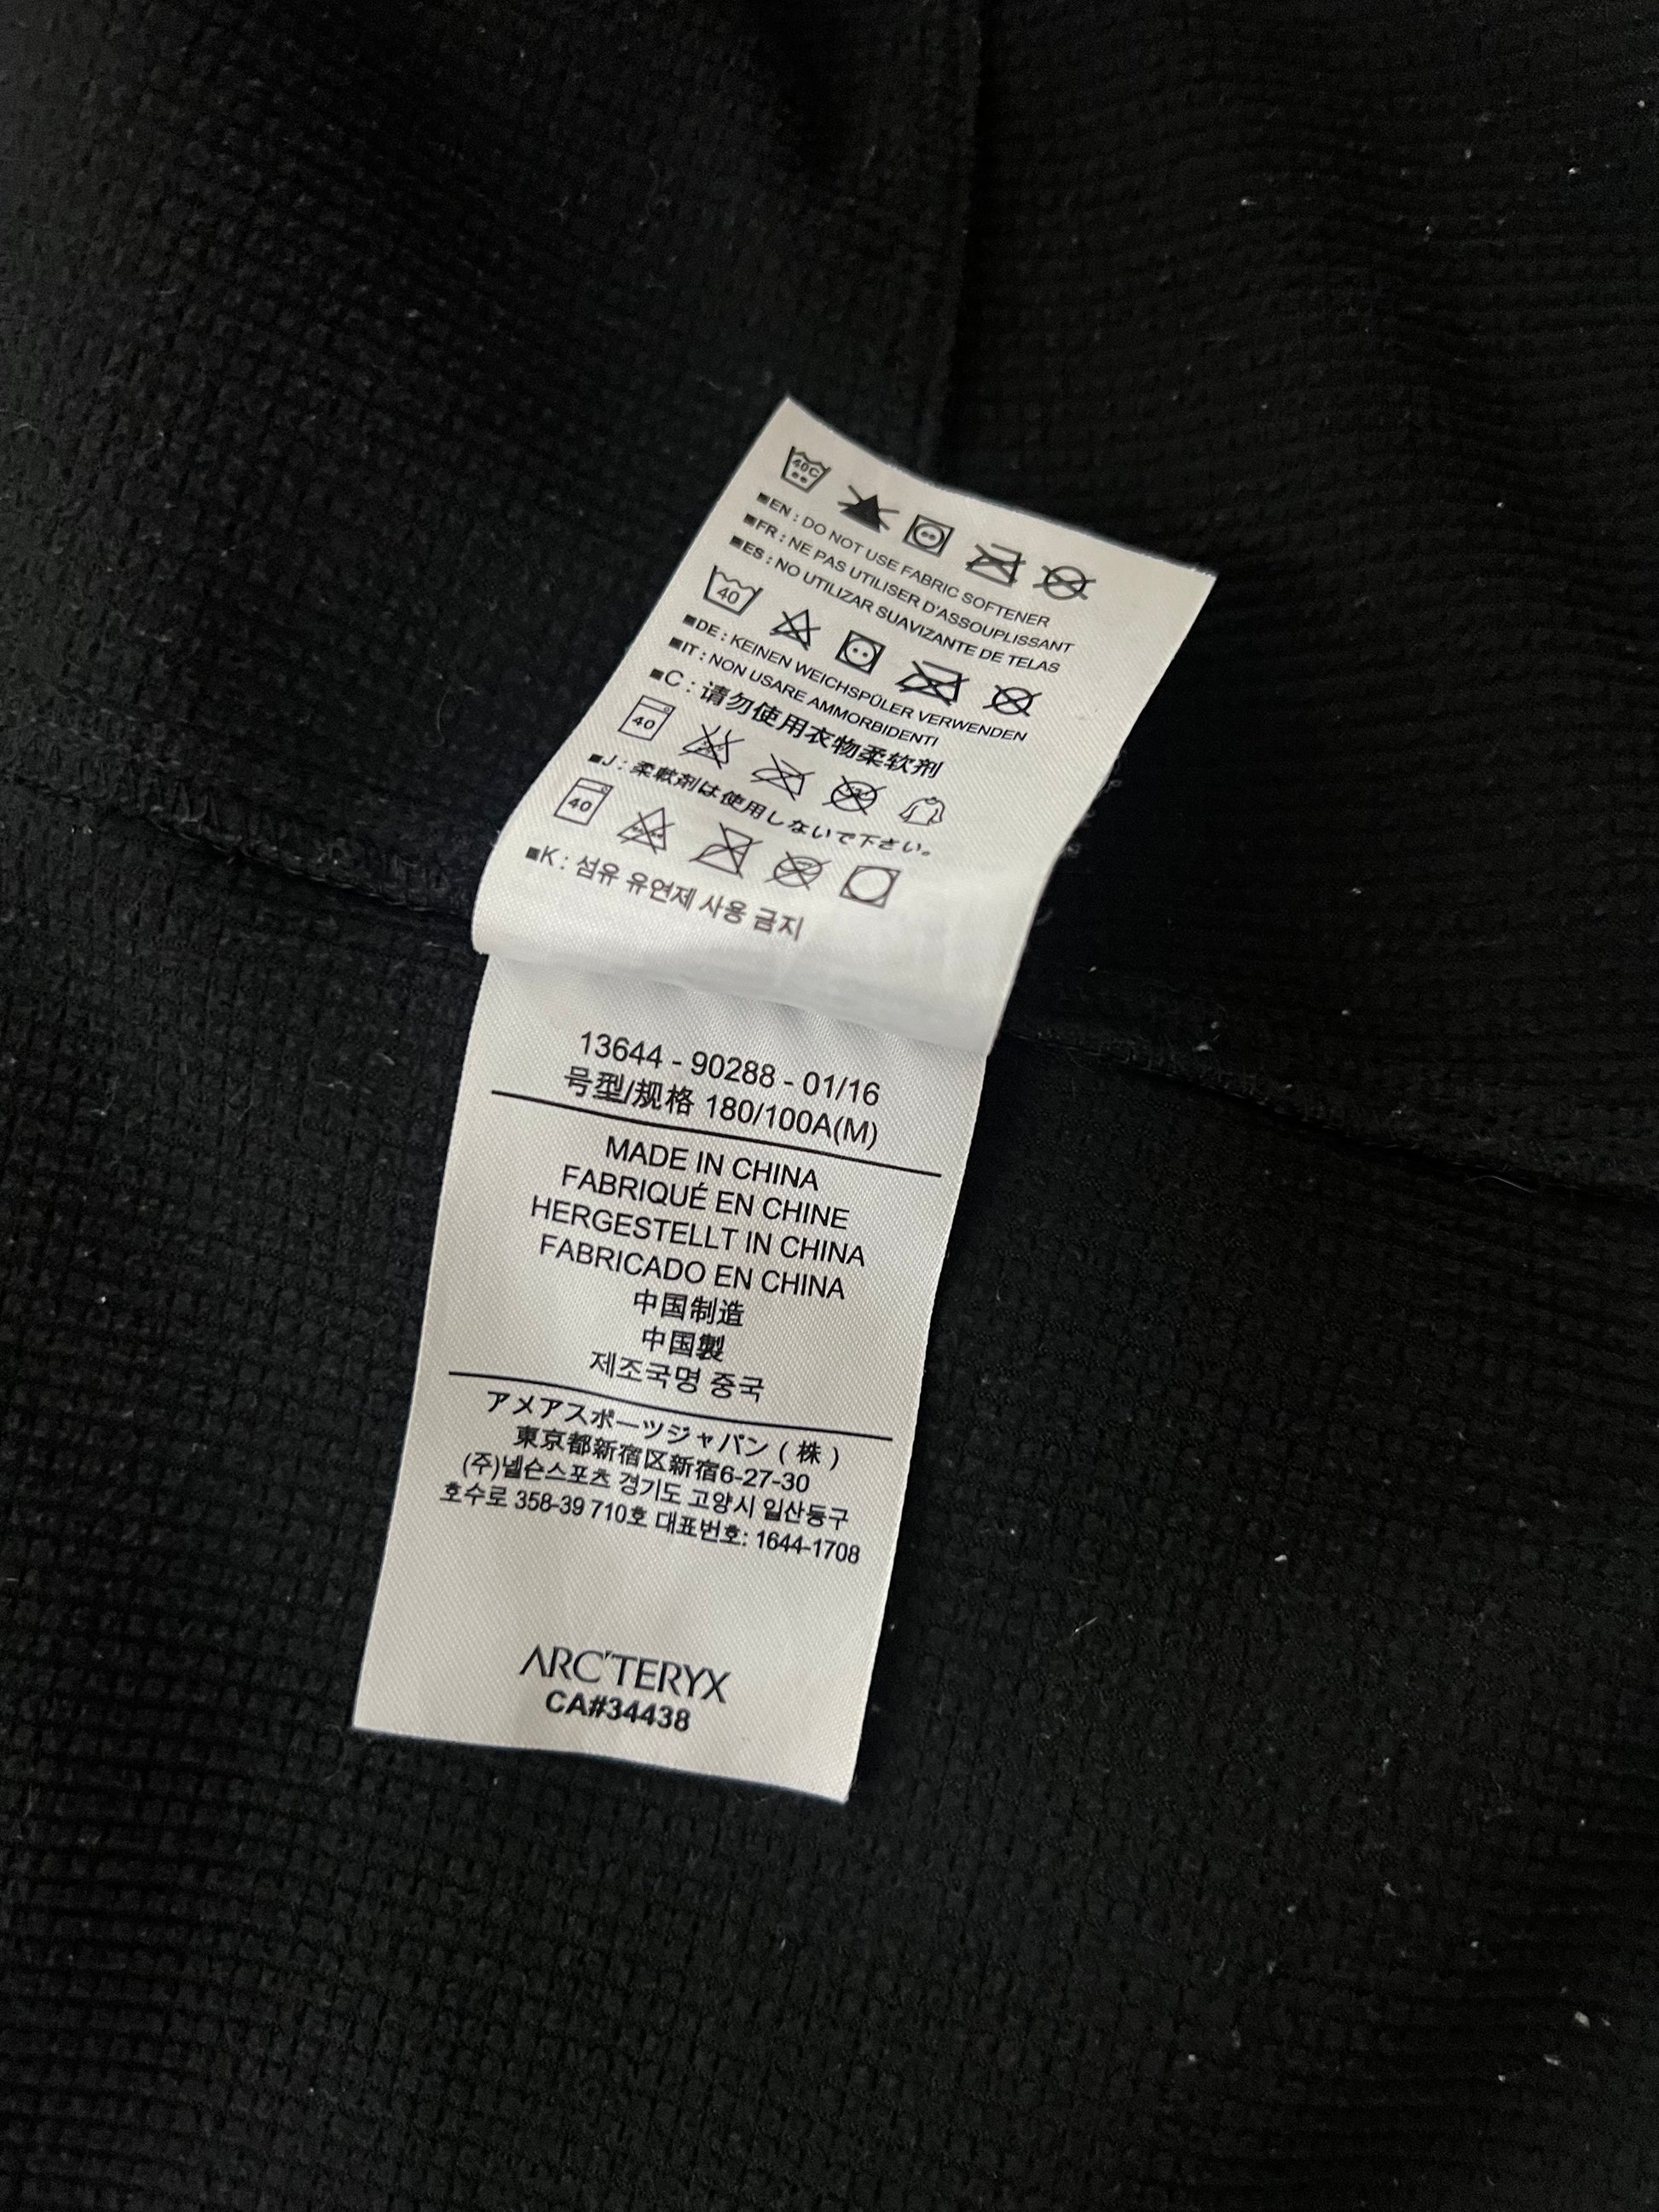 40C
■EN : DO NOT USE FABRIC SOFTENER
■FR : NE PAS UTILISER D'ASSOUPLISSANT
■ES : NO UTILIZAR SUAVIZANTE DE TELAS
40
■DE : KEINEN WEICHSPÜLER VERWENDEN
■IT : NON USARE AMMORBIDENTI
■C : 请勿使用衣物柔软剂
40
■J : 柔軟剤は使用しないで下さい。
40
■K : 섬유 유연제 사용 금지
13644 - 90288 - 01/16
号型/规格 180/100A(M)
MADE IN CHINA
FABRIQUÉ EN CHINE
HERGESTELLT IN CHINA
FABRICADO EN CHINA
中国制造
中国製
제조국명 중국
アメアスポーツジャパン ( 株 )
東京都新宿区新宿6-27-30
(주)넬슨스포츠 경기도 고양시 일산동구
호수로 358-39 710호 대표번호: 1644-1708
ARC'TERYX
CA#34438